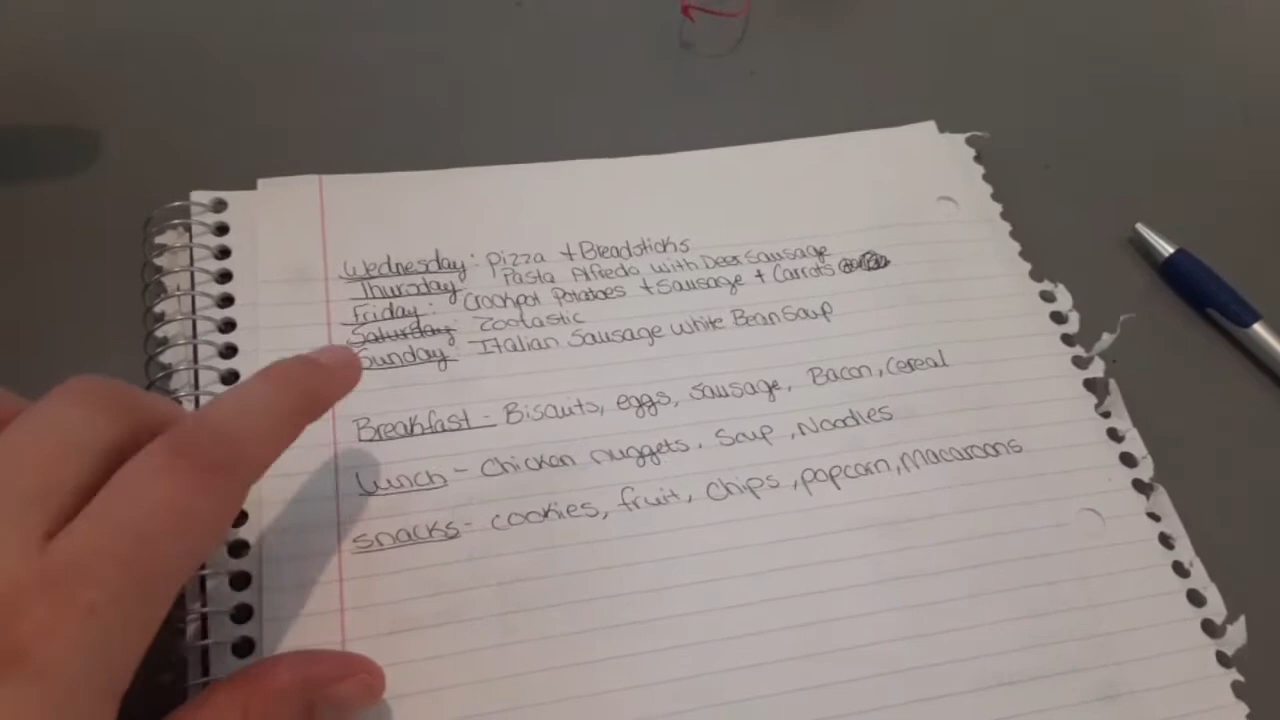 Wednesday: Pizza + Breadsticks
Thursday: Pasta Alfredo with Deer Sausage
Friday: Crockpot Potatoes + Sausage + Carrots
Saturday: Zootastic
Sunday: Italian Sausage White Bean Soup
Breakfast - Biscuits, eggs, Sausage, Bacon, Cereal
Lunch - Chicken nuggets, Soup, Noodles
Snacks - cookies, fruit, Chips, popcorn, Macaroons